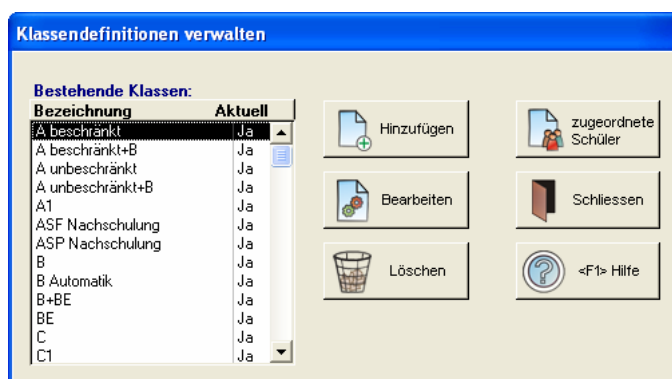 Klassendefinitionen verwalten
Bestehende Klassen:
Bezeichnung Aktuell
A beschränkt Ja
A beschränkt+B Ja
A unbeschränkt Ja
A unbeschränkt+B Ja
A1 Ja
ASF Nachschulung Ja
ASP Nachschulung Ja
B Ja
B Automatik Ja
B+BE Ja
BE Ja
C Ja
C1 Ja
Hinzufügen
zugeordnete
Schüler
Bearbeiten
Schliessen
Löschen
<F1> Hilfe